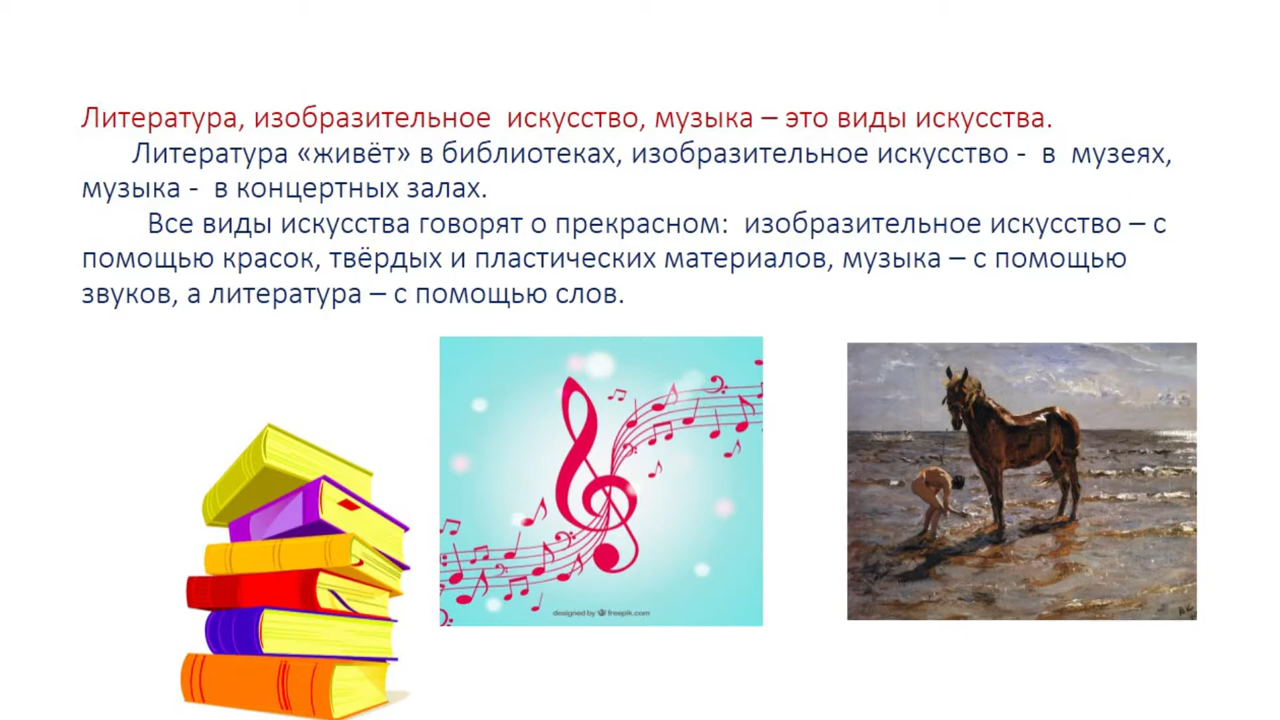 Литература, изобразительное  искусство, музыка – это виды искусства.
Литература «живёт» в библиотеках, изобразительное искусство -  в  музеях,
музыка -  в концертных залах.
Все виды искусства говорят о прекрасном:  изобразительное искусство – с
помощью красок, твёрдых и пластических материалов, музыка – с помощью
звуков, а литература – с помощью слов.
designed by freepik.com